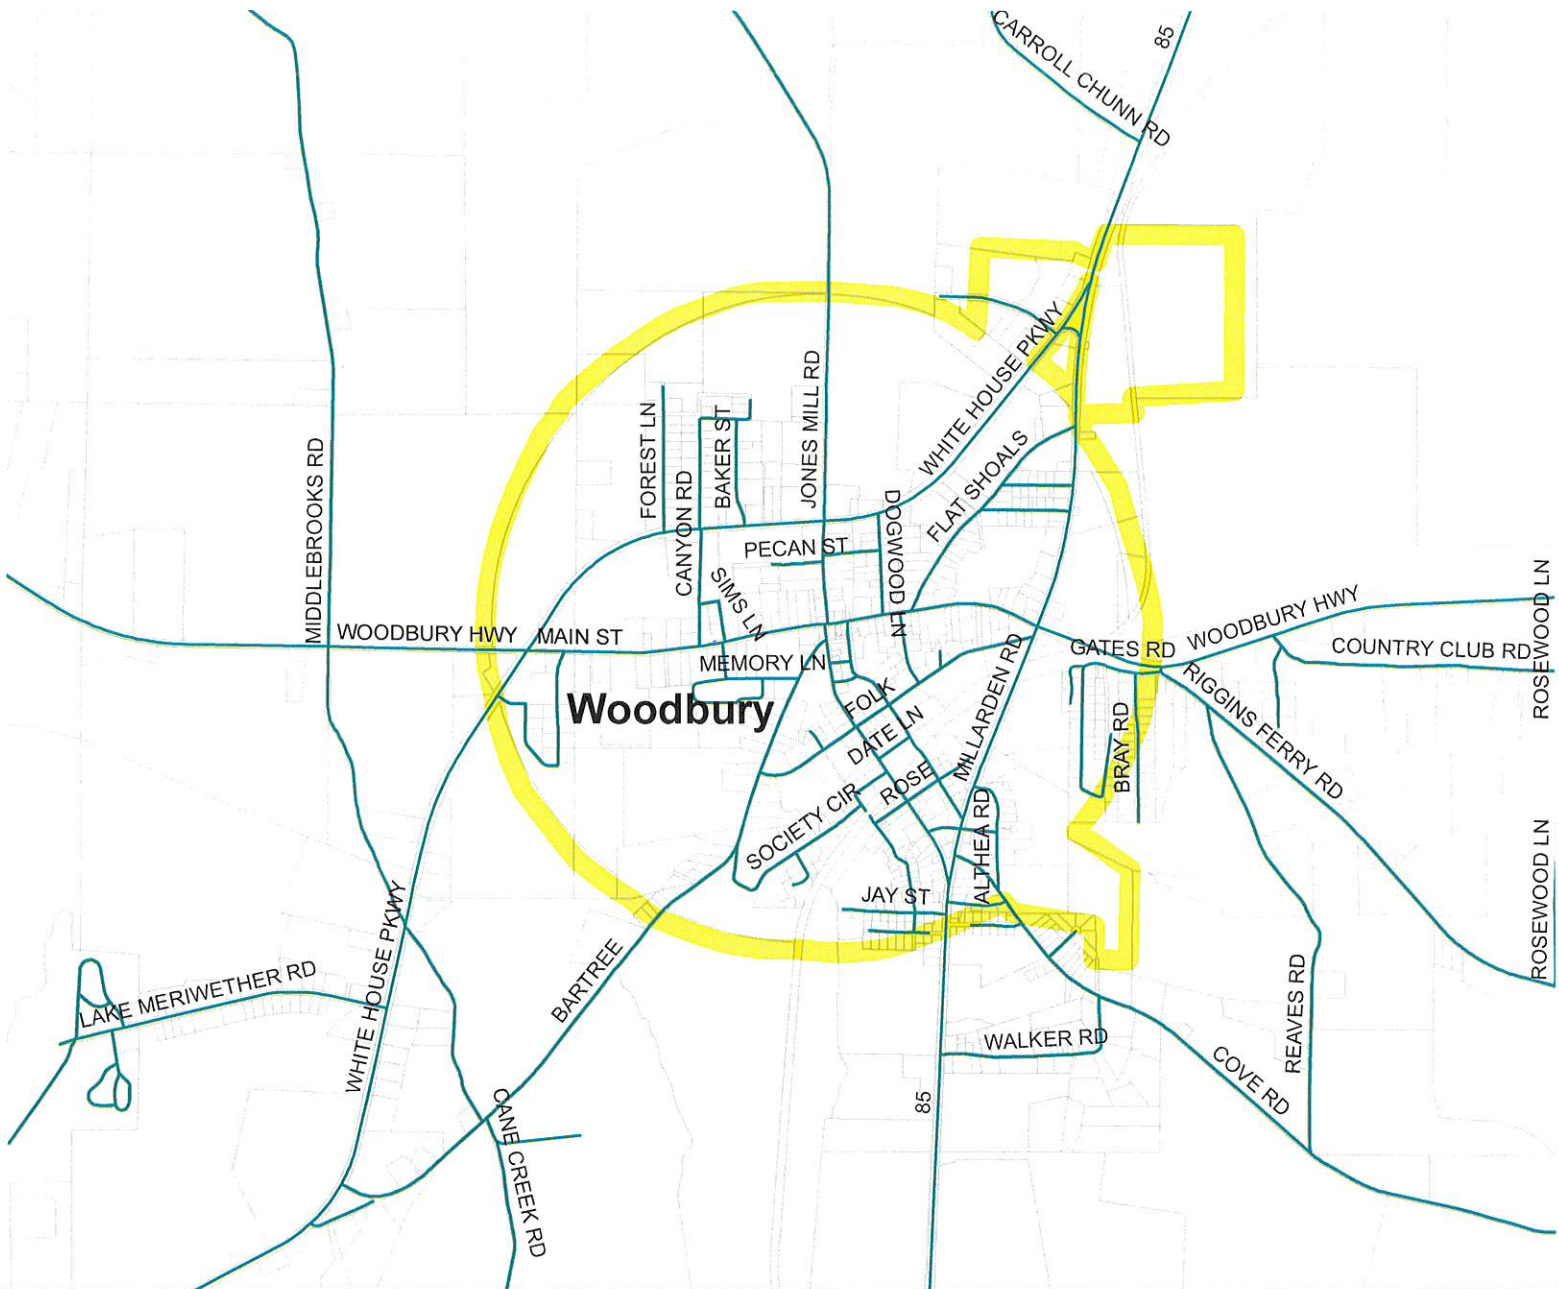 CARROLL CHUNN RD
85
WHITE HOUSE PKWY
JONES MILL RD
FOREST LN
BAKER ST
CANYON RD
FLAT SHOALS
DOGWOOD LN
PECAN ST
MIDDLEBROOKS RD
SIMS LN
WOODBURY HWY
MAIN ST
MEMORY LN
Woodbury
GATES RD
WOODBURY HWY
COUNTRY CLUB RD
ROSEWOOD LN
RIGGINS FERRY RD
MILLARDEN RD
FOLK
DATE LN
BRAY RD
ROSE
SOCIETY CIR
ALTHEA RD
JAY ST
ROSEWOOD LN
WHITE HOUSE PKWY
LAKE MERIWETHER RD
BARTREE
REAVES RD
WALKER RD
COVE RD
85
CANE CREEK RD